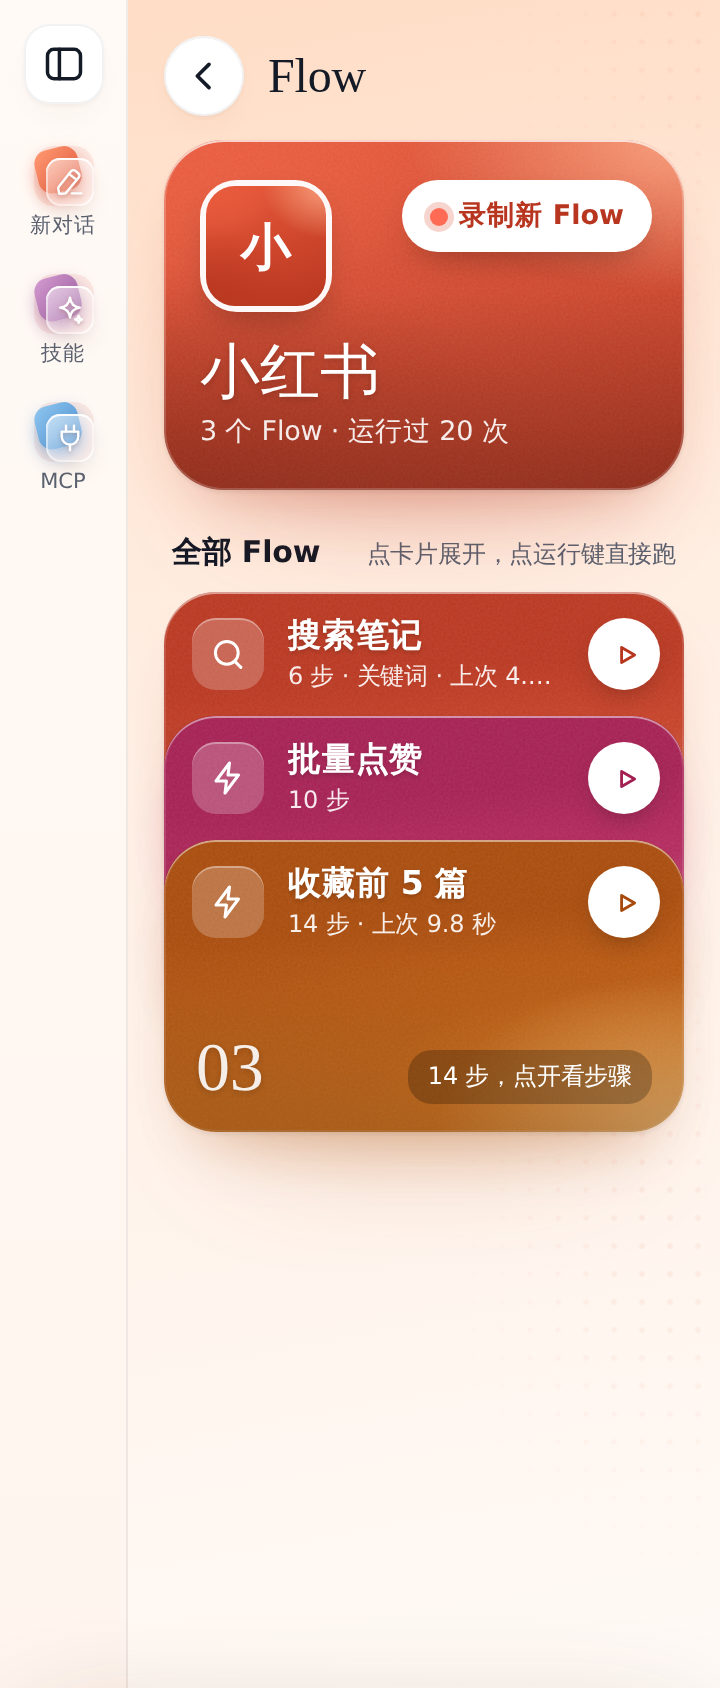 Flow
新对话
技能
MCP
小
录制新 Flow
小红书
3 个 Flow · 运行过 20 次
全部 Flow
点卡片展开，点运行键直接跑
搜索笔记
6 步 · 关键词 · 上次 4....
批量点赞
10 步
收藏前 5 篇
14 步 · 上次 9.8 秒
03
14 步，点开看步骤